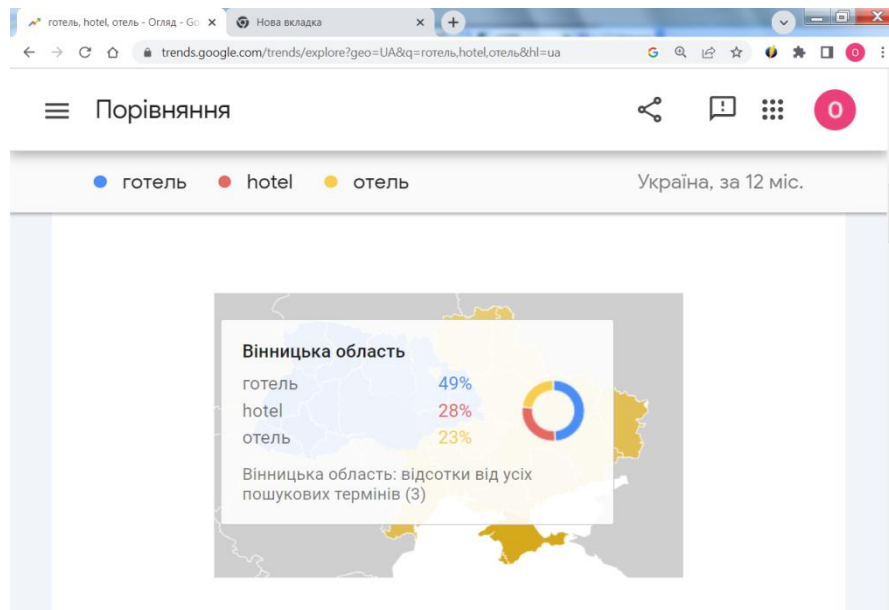 готель, hotel, отель - Огляд - Go
Нова вкладка
trends.google.com/trends/explore?geo=UA&q=готель,hotel,отель&hl=ua
Порівняння
O
готель hotel отель Україна, за 12 міс.
Вінницька область
готель 49%
hotel 28%
отель 23%
Вінницька область: відсотки від усіх
пошукових термінів (3)